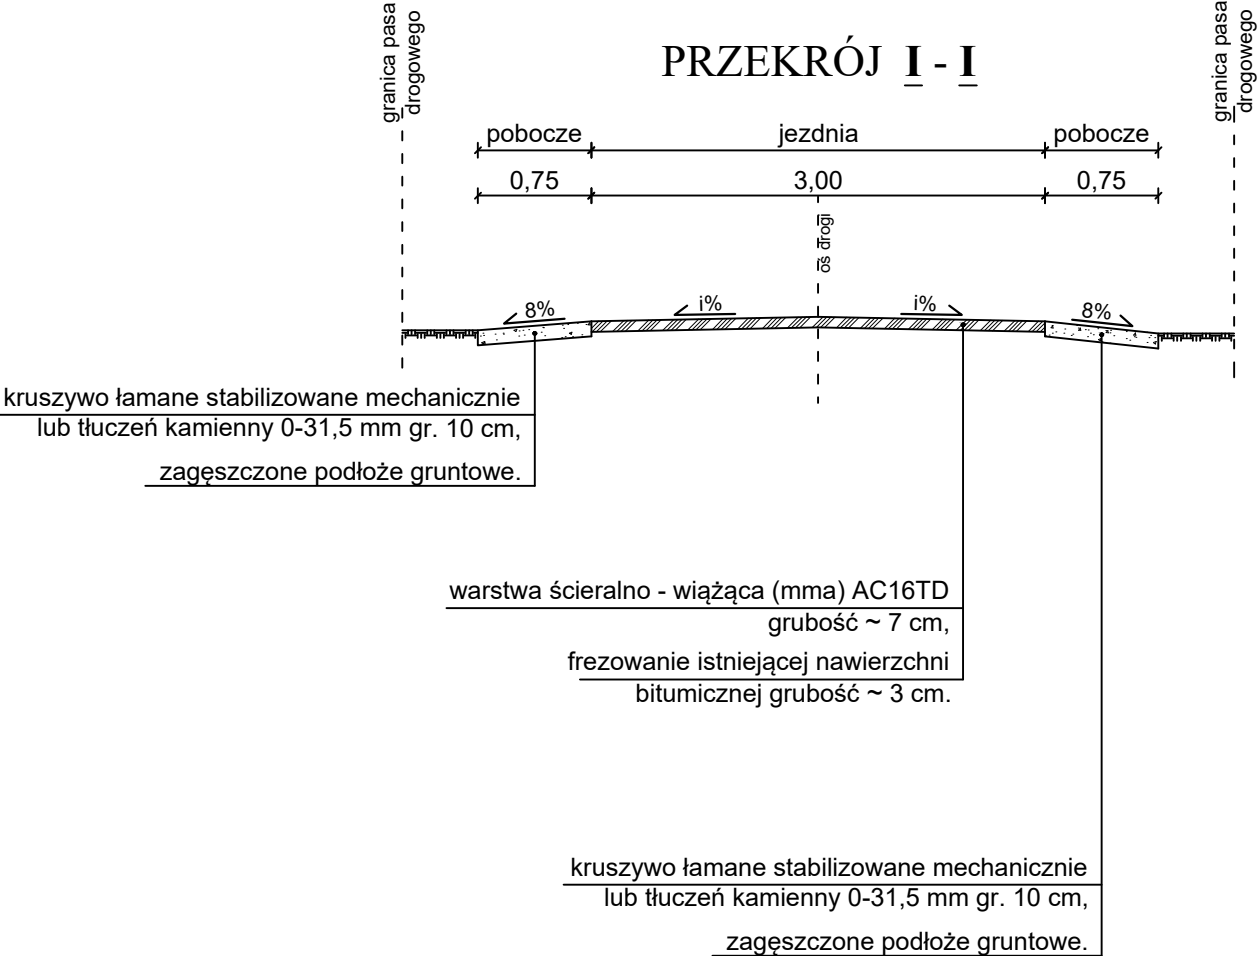 granica pasa
drogowego
PRZEKRÓJ I - I
granica pasa
drogowego
pobocze
jezdnia
pobocze
0,75
3,00
0,75
oś drogi
8%
i%
i%
8%
kruszywo łamane stabilizowane mechanicznie
lub tłuczeń kamienny 0-31,5 mm gr. 10 cm,
zagęszczone podłoże gruntowe.
warstwa ścieralno - wiążąca (mma) AC16TD
grubość ~ 7 cm,
frezowanie istniejącej nawierzchni
bitumicznej grubość ~ 3 cm.
kruszywo łamane stabilizowane mechanicznie
lub tłuczeń kamienny 0-31,5 mm gr. 10 cm,
zagęszczone podłoże gruntowe.